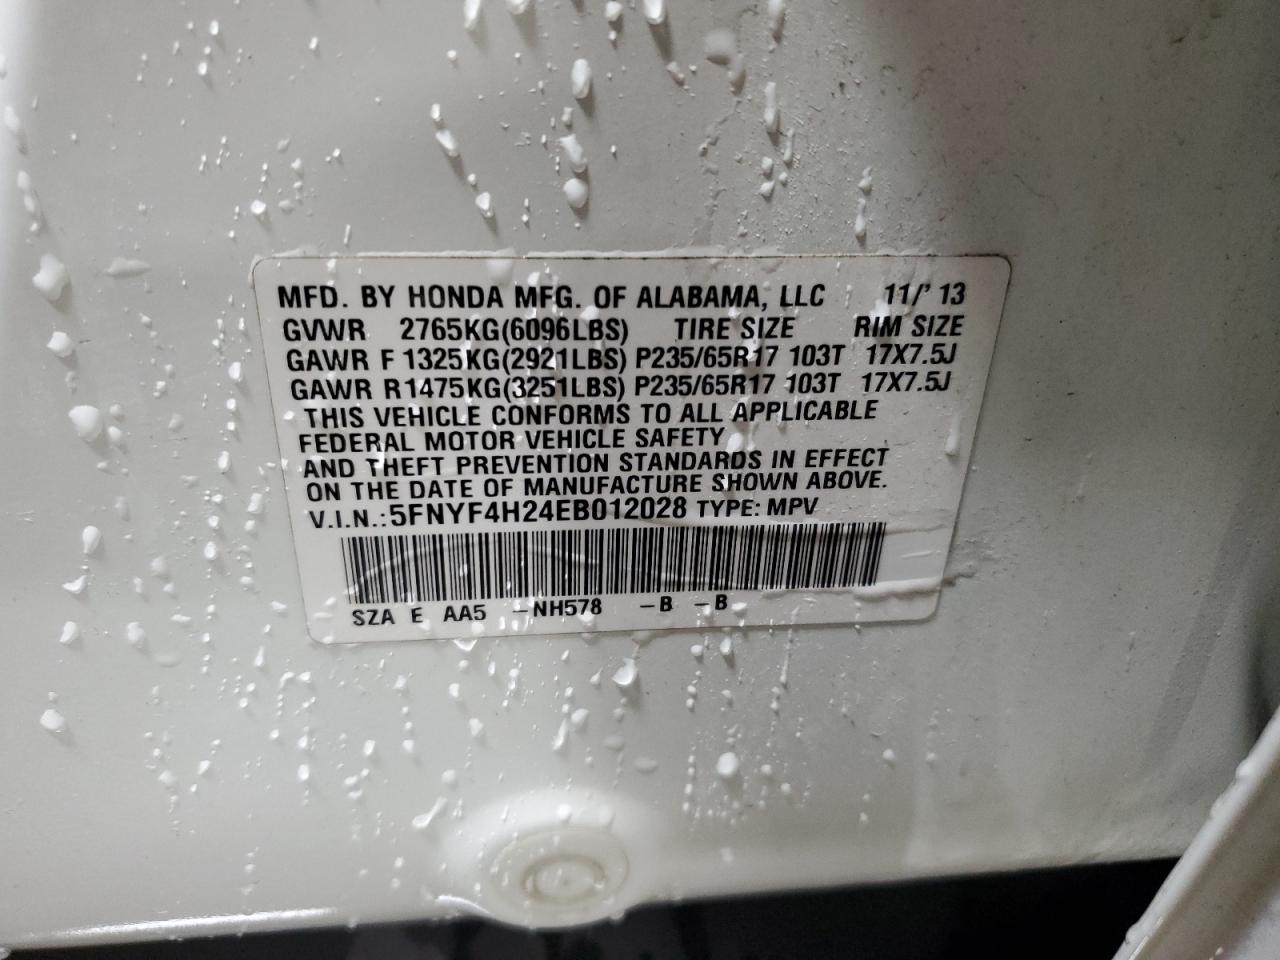 MFD. BY HONDA MFG. OF ALABAMA, LLC 11/' 13
GVWR 2765KG(6096LBS) TIRE SIZE RIM SIZE
GAWR F 1325KG(2921LBS) P235/65R17 103T 17X7.5J
GAWR R1475KG(3251LBS) P235/65R17 103T 17X7.5J
THIS VEHICLE CONFORMS TO ALL APPLICABLE
FEDERAL MOTOR VEHICLE SAFETY
AND THEFT PREVENTION STANDARDS IN EFFECT
ON THE DATE OF MANUFACTURE SHOWN ABOVE.
V.I.N.:5FNYF4H24EB012028 TYPE: MPV
SZA E AA5 -NH578 -B -B